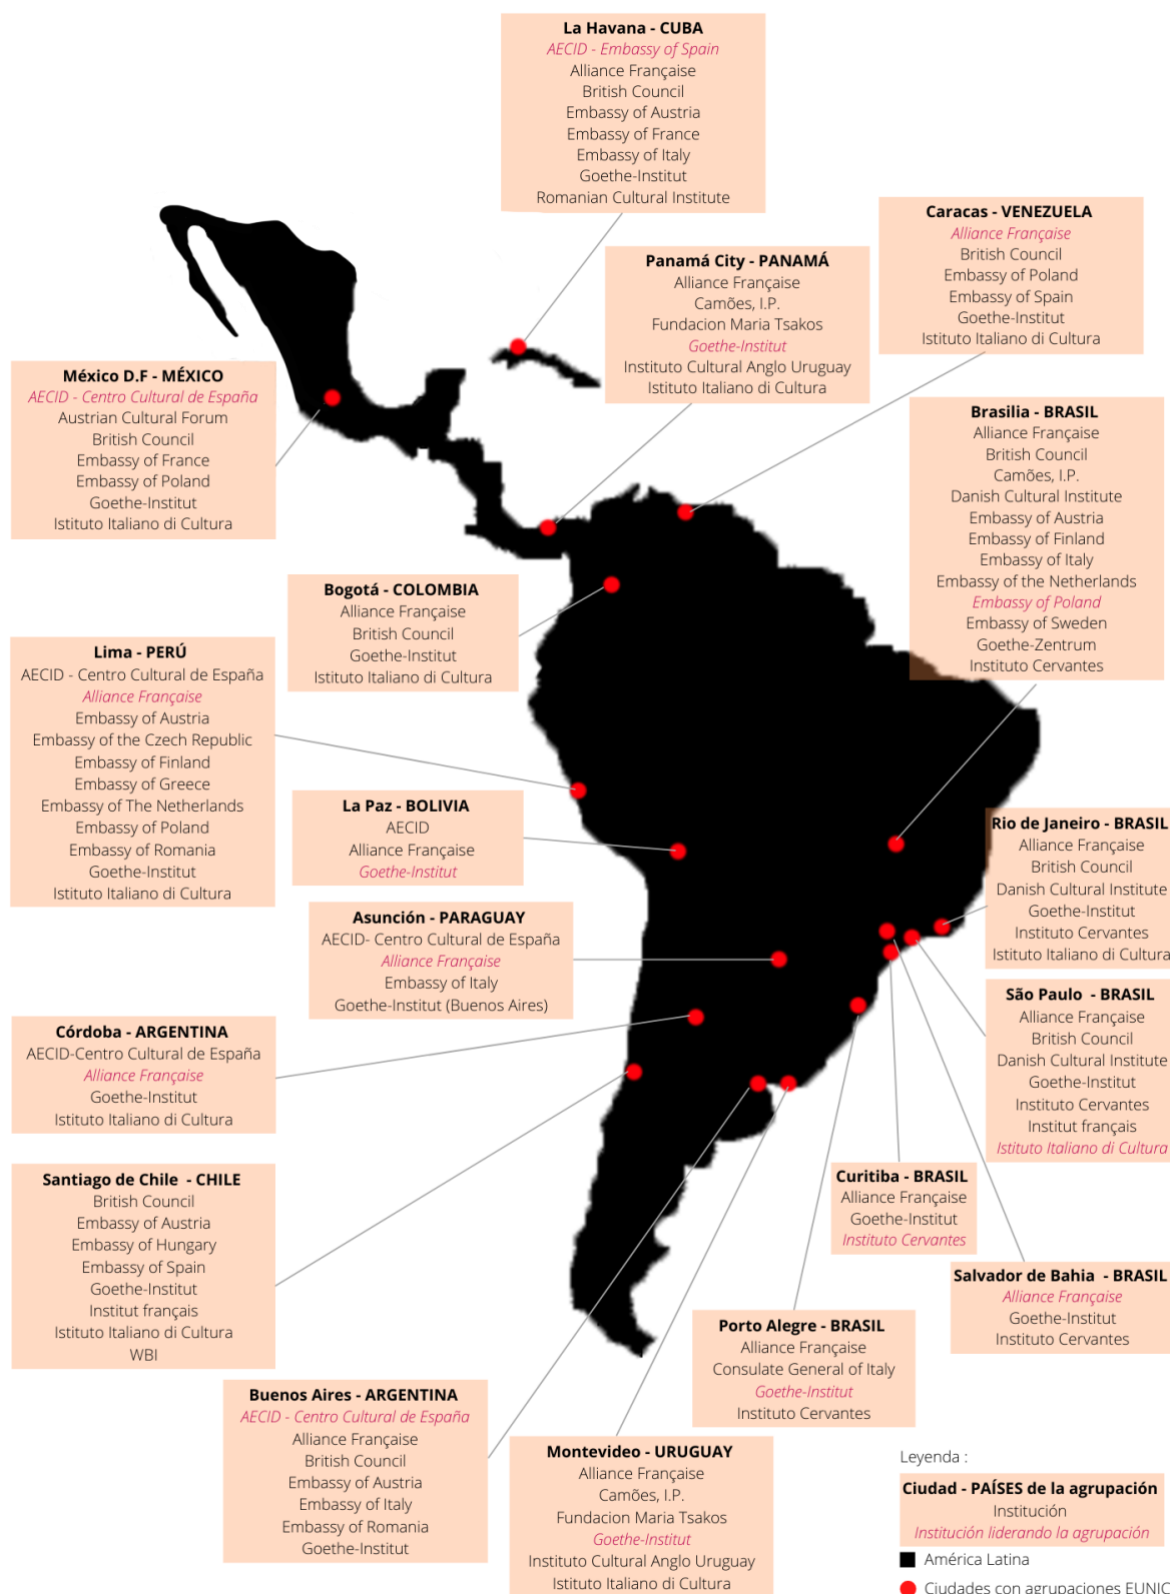 La Havana - CUBA
AECID - Embassy of Spain
Alliance Française
British Council
Embassy of Austria
Embassy of France
Embassy of Italy
Goethe-Institut
Romanian Cultural Institute
Caracas - VENEZUELA
Alliance Française
British Council
Embassy of Poland
Embassy of Spain
Goethe-Institut
Istituto Italiano di Cultura
Panamá City - PANAMÁ
Alliance Française
Camões, I.P.
Fundacion Maria Tsakos
Goethe-Institut
Instituto Cultural Anglo Uruguay
Istituto Italiano di Cultura
México D.F - MÉXICO
AECID - Centro Cultural de España
Austrian Cultural Forum
British Council
Embassy of France
Embassy of Poland
Goethe-Institut
Istituto Italiano di Cultura
Brasilia - BRASIL
Alliance Française
British Council
Camões, I.P.
Danish Cultural Institute
Embassy of Austria
Embassy of Finland
Embassy of Italy
Embassy of the Netherlands
Embassy of Poland
Embassy of Sweden
Goethe-Zentrum
Instituto Cervantes
Bogotá - COLOMBIA
Alliance Française
British Council
Goethe-Institut
Istituto Italiano di Cultura
Lima - PERÚ
AECID - Centro Cultural de España
Alliance Française
Embassy of Austria
Embassy of the Czech Republic
Embassy of Finland
Embassy of Greece
Embassy of The Netherlands
Embassy of Poland
Embassy of Romania
Goethe-Institut
Istituto Italiano di Cultura
La Paz - BOLIVIA
AECID
Alliance Française
Goethe-Institut
Rio de Janeiro - BRASIL
Alliance Française
British Council
Danish Cultural Institute
Goethe-Institut
Instituto Cervantes
Istituto Italiano di Cultura
Asunción - PARAGUAY
AECID- Centro Cultural de España
Alliance Française
Embassy of Italy
Goethe-Institut (Buenos Aires)
São Paulo - BRASIL
Alliance Française
British Council
Danish Cultural Institute
Goethe-Institut
Instituto Cervantes
Institut français
Istituto Italiano di Cultura
Córdoba - ARGENTINA
AECID-Centro Cultural de España
Alliance Française
Goethe-Institut
Istituto Italiano di Cultura
Santiago de Chile - CHILE
British Council
Embassy of Austria
Embassy of Hungary
Embassy of Spain
Goethe-Institut
Institut français
Istituto Italiano di Cultura
WBI
Curitiba - BRASIL
Alliance Française
Goethe-Institut
Instituto Cervantes
Salvador de Bahia - BRASIL
Alliance Française
Goethe-Institut
Instituto Cervantes
Porto Alegre - BRASIL
Alliance Française
Consulate General of Italy
Goethe-Institut
Instituto Cervantes
Buenos Aires - ARGENTINA
AECID - Centro Cultural de España
Alliance Française
British Council
Embassy of Austria
Embassy of Italy
Embassy of Romania
Goethe-Institut
Montevideo - URUGUAY
Alliance Française
Camões, I.P.
Fundacion Maria Tsakos
Goethe-Institut
Instituto Cultural Anglo Uruguay
Istituto Italiano di Cultura
Leyenda :
Ciudad - PAÍSES de la agrupación
Institución
Institución liderando la agrupación
América Latina
Ciudades con agrupaciones EUNIC